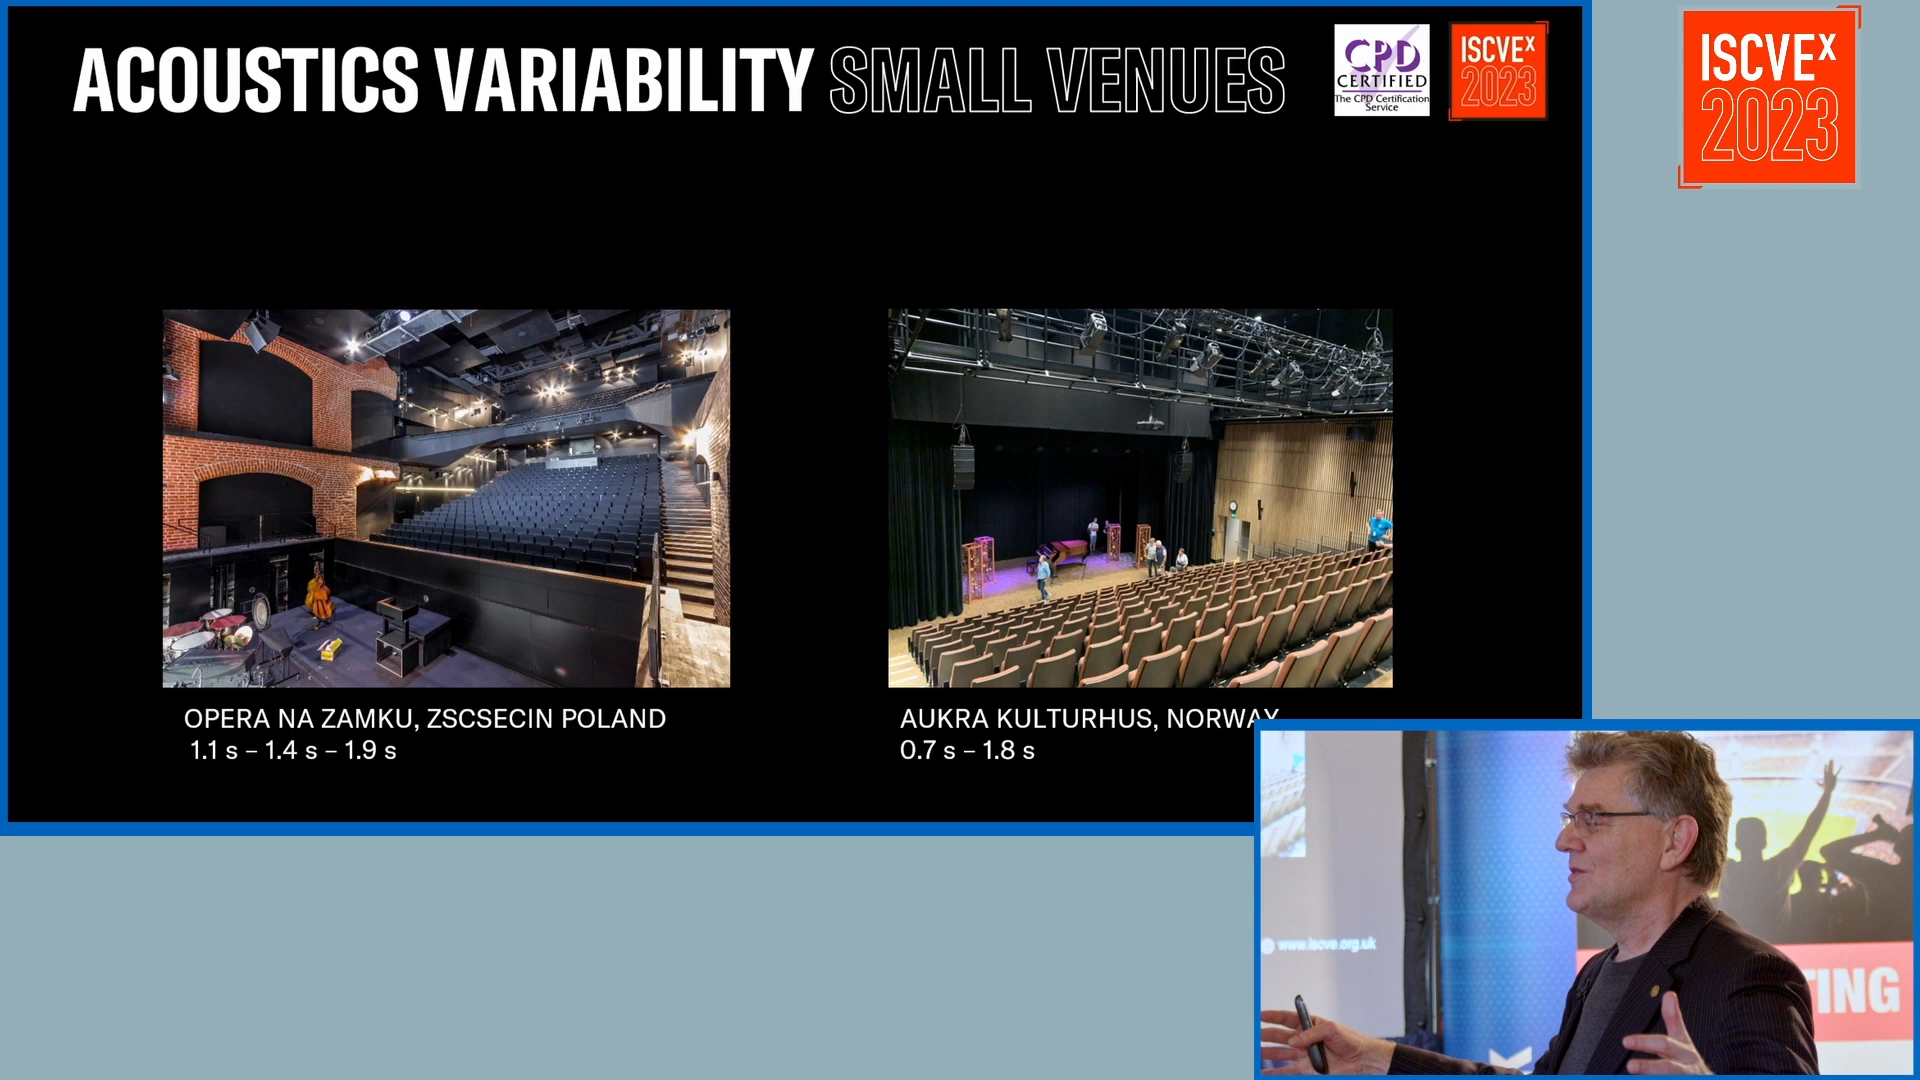 ACOUSTICS VARIABILITY SMALL VENUES
CPD
CERTIFIED
The CPD Certification
Service
ISCVEx
2023
ISCVEx
2023
OPERA NA ZAMKU, ZSCSECIN POLAND
1.1 s – 1.4 s – 1.9 s
AUKRA KULTURHUS, NORWAY
0.7 s – 1.8 s
www.iscve.org.uk
TING